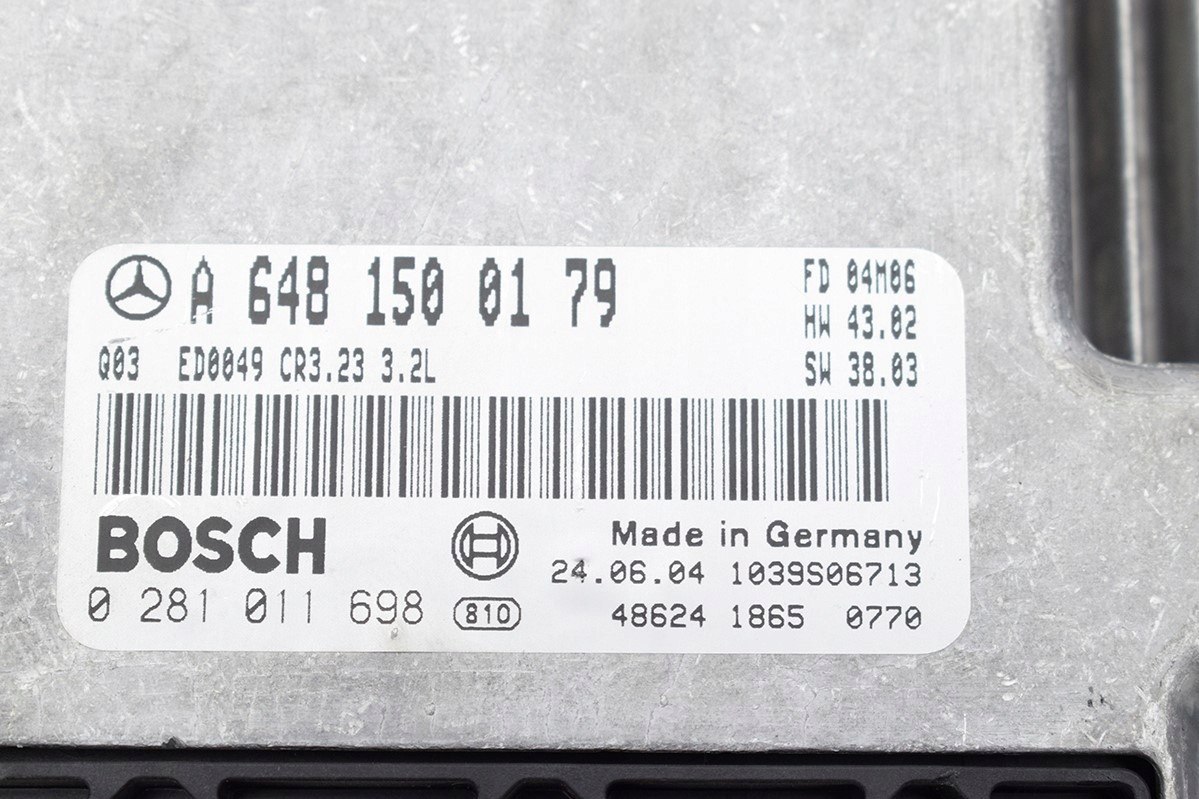 A 648 150 01 79
FD 04M06
HW 43.02
Q03 ED0049 CR3.23 3.2L
SW 38.03
BOSCH
Made in Germany
24.06.04 1039S06713
0 281 011 698 810
48624 1865 0770